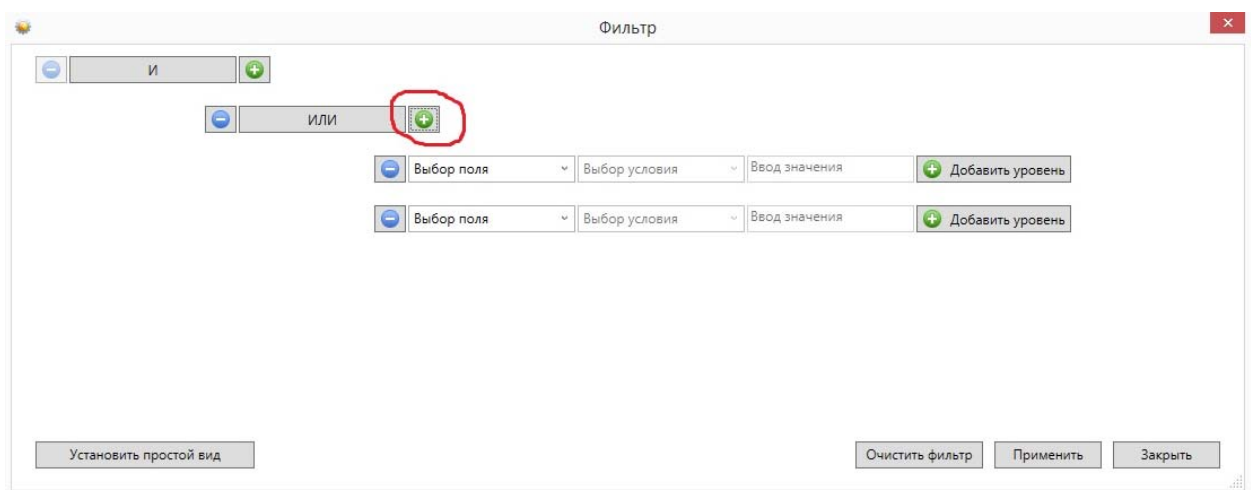 Фильтр
И
ИЛИ
Выбор поля Выбор условия Ввод значения Добавить уровень
Выбор поля Выбор условия Ввод значения Добавить уровень
Установить простой вид Очистить фильтр Применить Закрыть